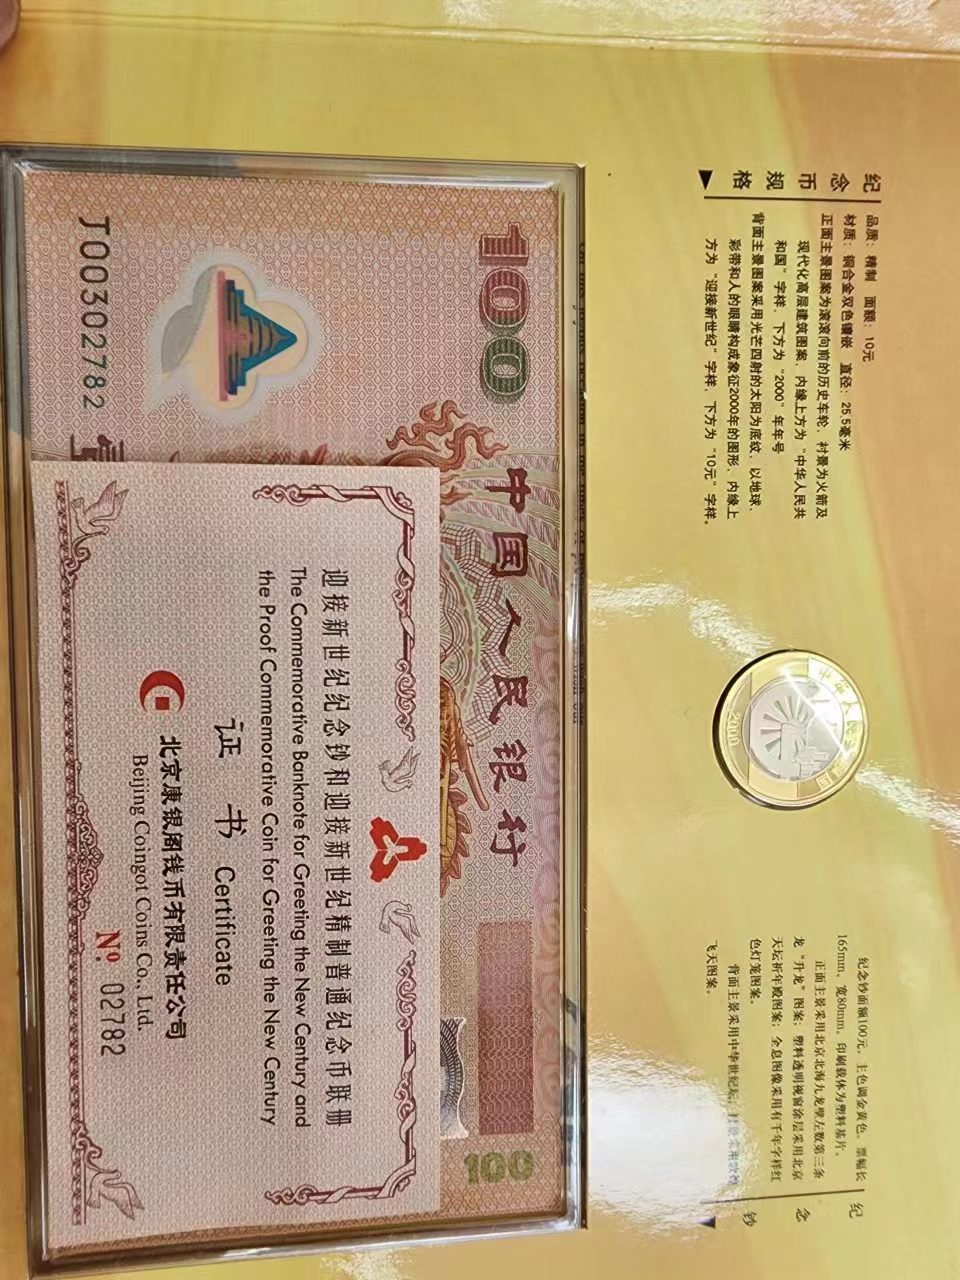 纪念币规格
品质：精制 面额：10元
材质：铜合金双色镶嵌 直径：25.5毫米
正面主景图案为滚滚向前的历史车轮，衬景为火箭及
现代化高层建筑图案，内缘上方为“中华人民共
和国”字样，下方为“2000”年年号
背面主景图案采用光芒四射的太阳为底纹，以地球、
彩带和人的眼睛构成象征2000年的图形，内缘上
方为“迎接新世纪”字样，下方为“10元”字样。
2000
纪念钞
纪念钞面额100元，主色调金黄色，票幅长
165mm，宽80mm，印刷载体为塑料基片。
正面主景采用北京北海九龙壁左数第三条
龙“升龙”图案；塑料透明视窗涂层采用北京
天坛祈年殿图案；全息图像采用有千年字样红
色灯笼图案。
背面主景采用中华世纪坛，
飞天图案。
100
中国人民银行
100
J00302782
迎接新世纪纪念钞和迎接新世纪精制普通纪念币联册
The Commemorative Banknote for Greeting the New Century and
the Proof Commemorative Coin for Greeting the New Century
证书 Certificate
北京康银阁钱币有限责任公司
Beijing Coingot Coins Co., Ltd.
Nº. 02782